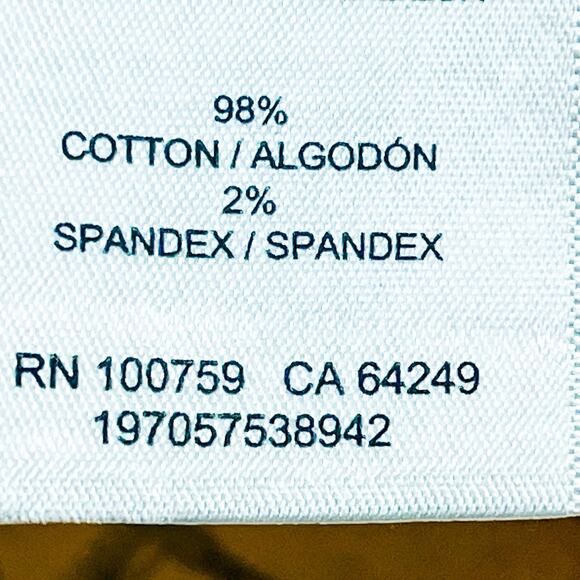 98%
COTTON / ALGODÓN
2%
SPANDEX / SPANDEX
RN 100759 CA 64249
197057538942